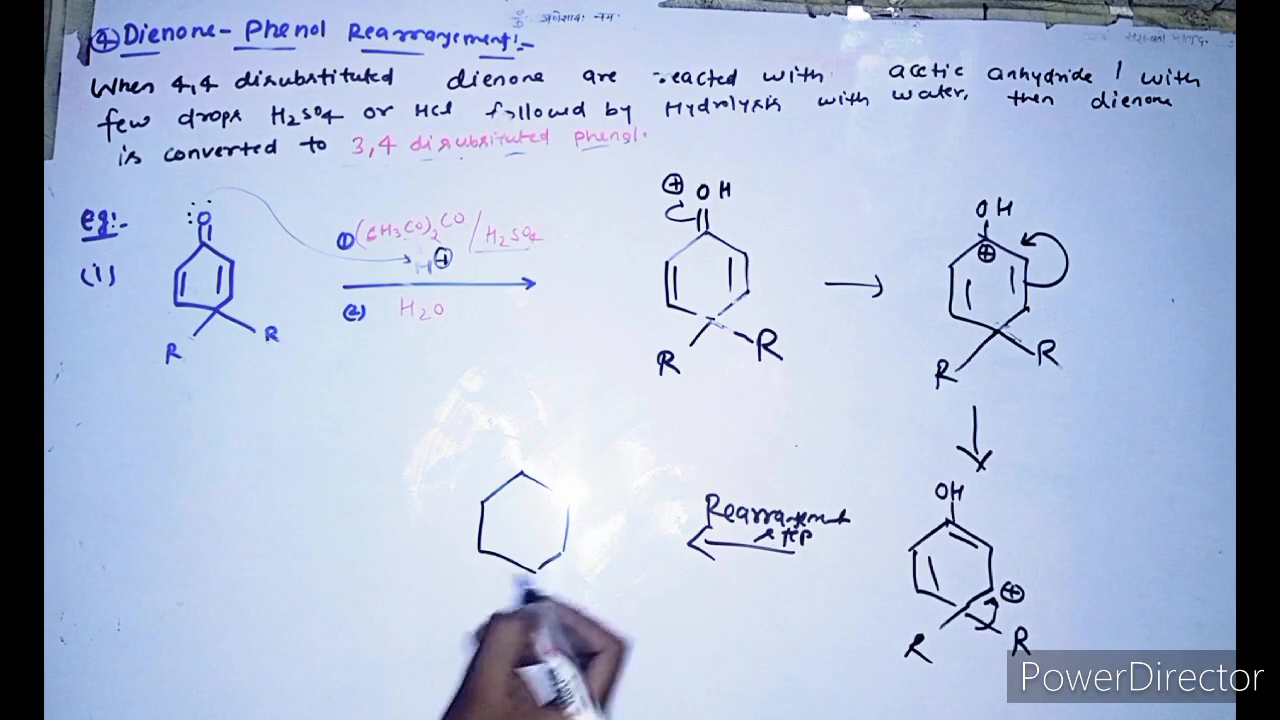 ④ Dienone-Phenol Rearrangement:-
When 4,4 disubstituted dienone are reacted with acetic anhydride / with
few drops H₂SO₄ or HCl followed by Hydrolysis with water, then dienone
is converted to 3,4 disubstituted phenol.
eg:-
(i)
:O:
R
R
① (CH3CO)2CO / H2SO4
H⊕
② H2O
⊕ OH
R
R
OH
⊕
R
R
OH
⊕
R
R
Rearrangement
step
PowerDirector